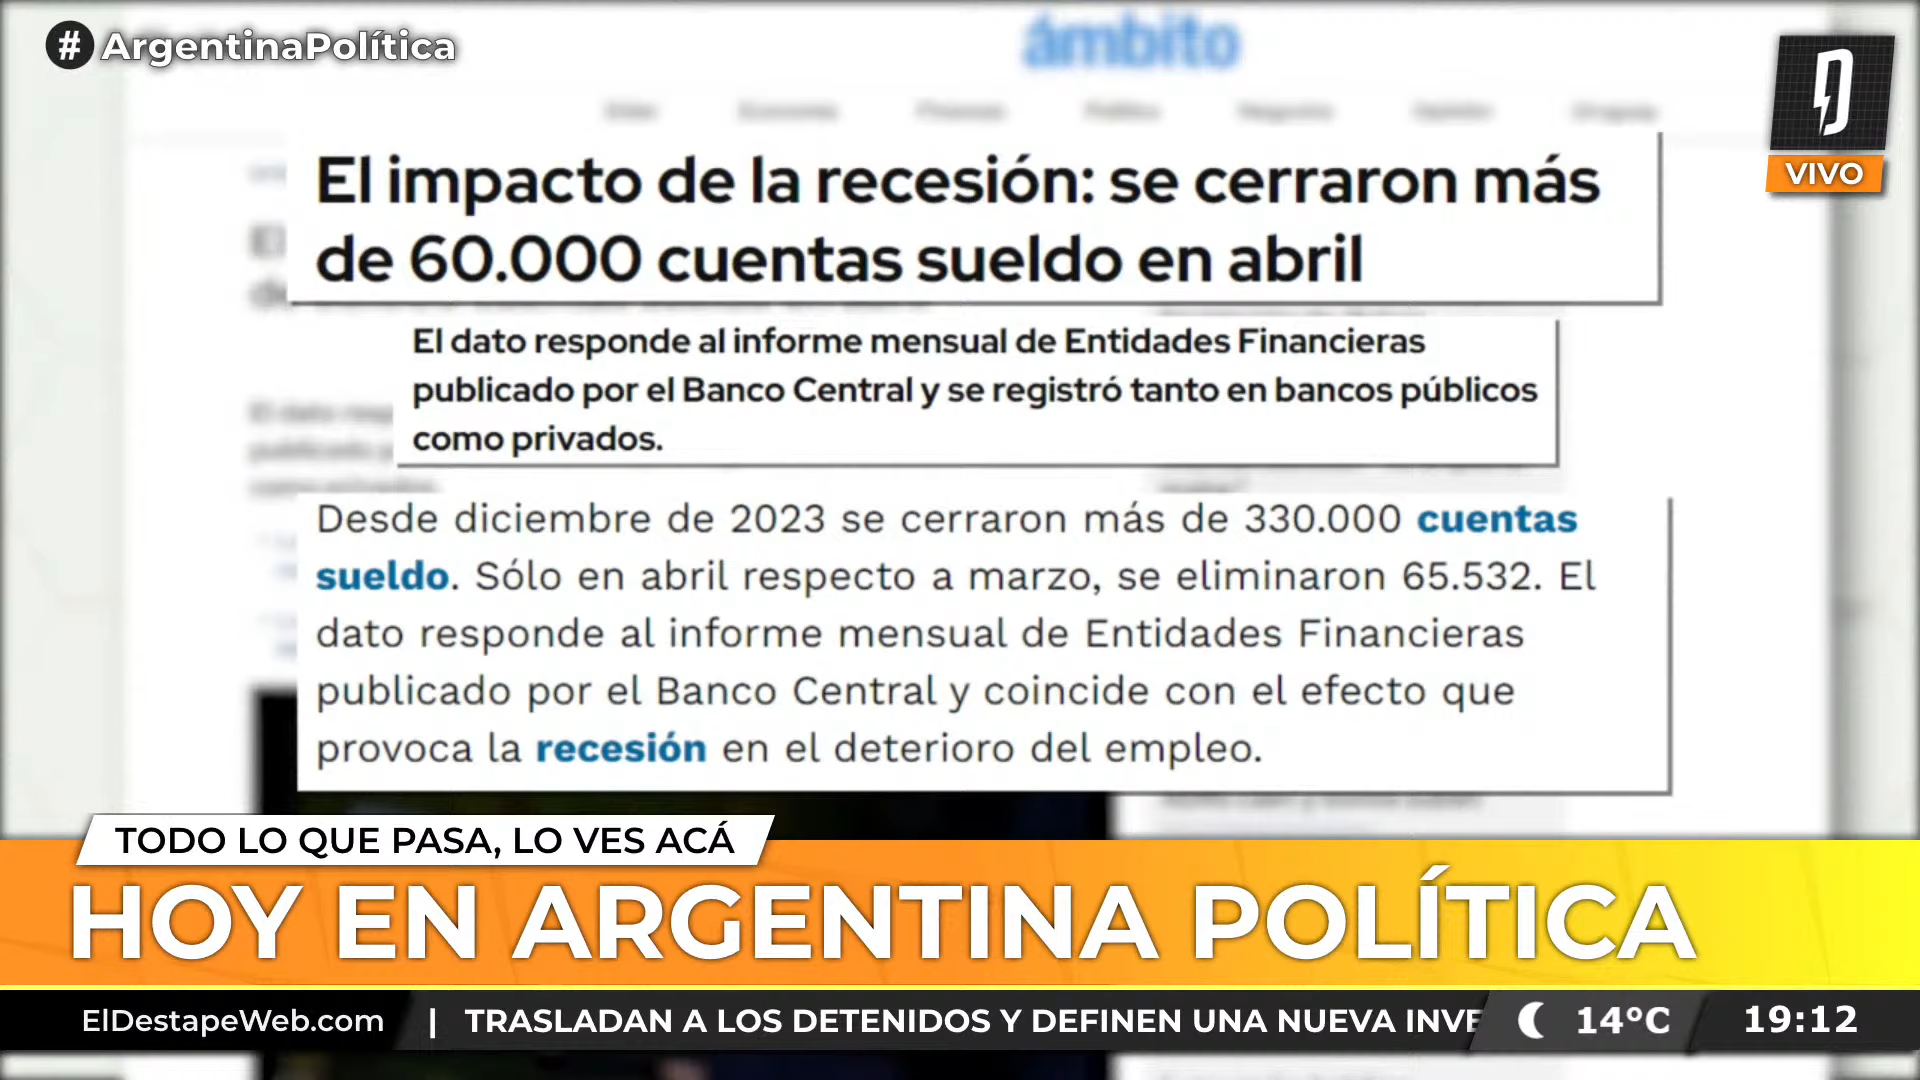 # ArgentinaPolítica
ámbito
VIVO
El impacto de la recesión: se cerraron más
de 60.000 cuentas sueldo en abril
El dato responde al informe mensual de Entidades Financieras
publicado por el Banco Central y se registró tanto en bancos públicos
como privados.
Desde diciembre de 2023 se cerraron más de 330.000 cuentas
sueldo. Sólo en abril respecto a marzo, se eliminaron 65.532. El
dato responde al informe mensual de Entidades Financieras
publicado por el Banco Central y coincide con el efecto que
provoca la recesión en el deterioro del empleo.
TODO LO QUE PASA, LO VES ACÁ
HOY EN ARGENTINA POLÍTICA
ElDestapeWeb.com | TRASLADAN A LOS DETENIDOS Y DEFINEN UNA NUEVA INVE 14°C 19:12